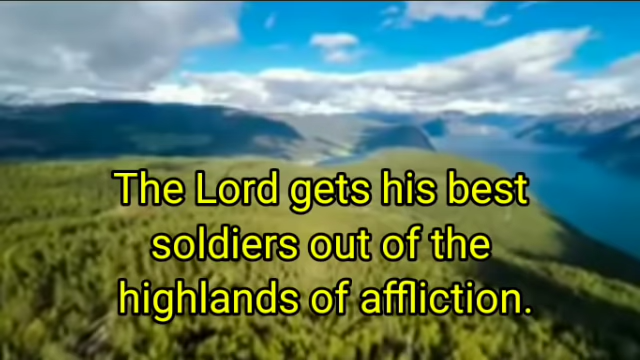 The Lord gets his best
soldiers out of the
highlands of affliction.